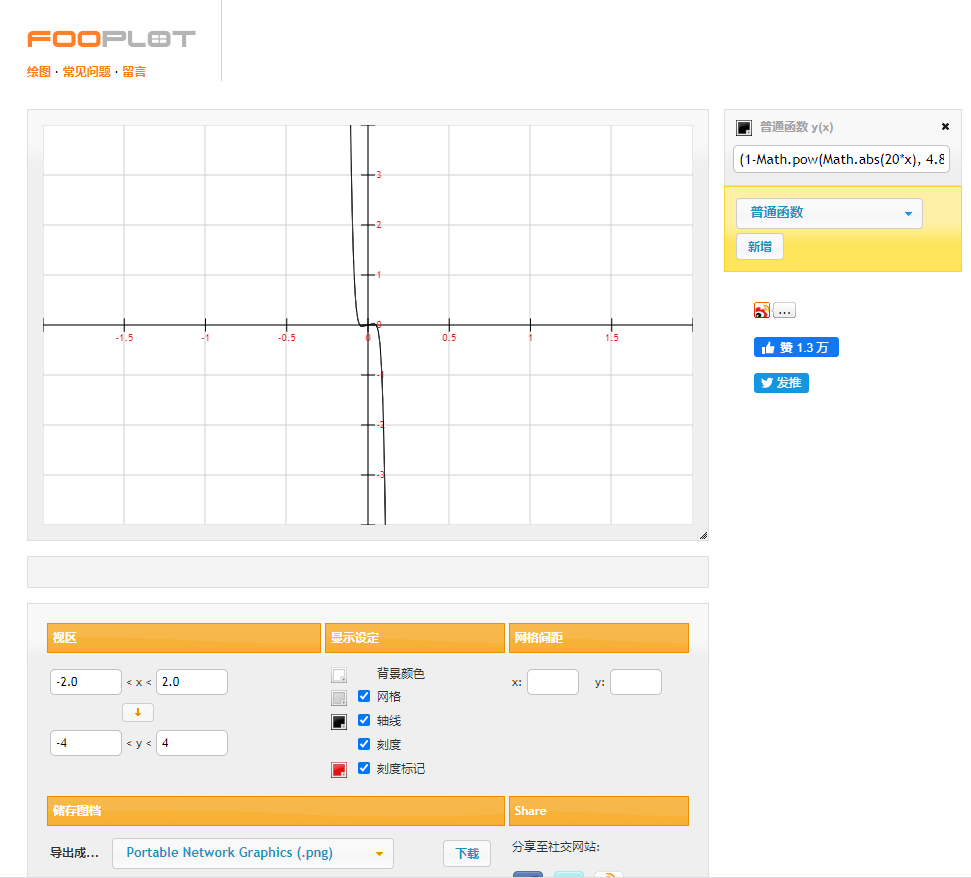 FOOPLOT
绘图 · 常见问题 · 留言
普通函数 y(x)
(1-Math.pow(Math.abs(20*x), 4.8
普通函数
新增
3
2
1
0
-1.5 -1 -0.5 0 0.5 1 1.5
-1
-2
-3
...
赞 1.3 万
发推
视区 显示设定 网格间距
-2.0 < x < 2.0
-4 < y < 4
背景颜色
网格
轴线
刻度
刻度标记
x: y:
储存图档 Share
导出成... Portable Network Graphics (.png) 下载
分享至社交网站: